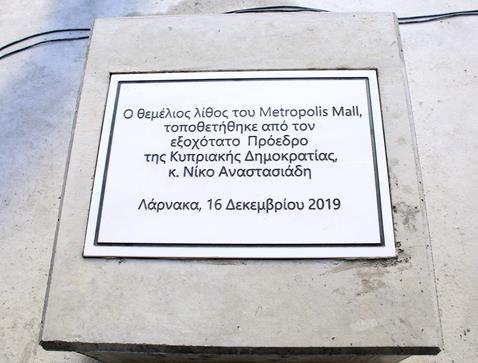 Ο θεμέλιος λίθος του Metropolis Mall,
τοποθετήθηκε από τον
εξοχότατο Πρόεδρο
της Κυπριακής Δημοκρατίας,
κ. Νίκο Αναστασιάδη
Λάρνακα, 16 Δεκεμβρίου 2019